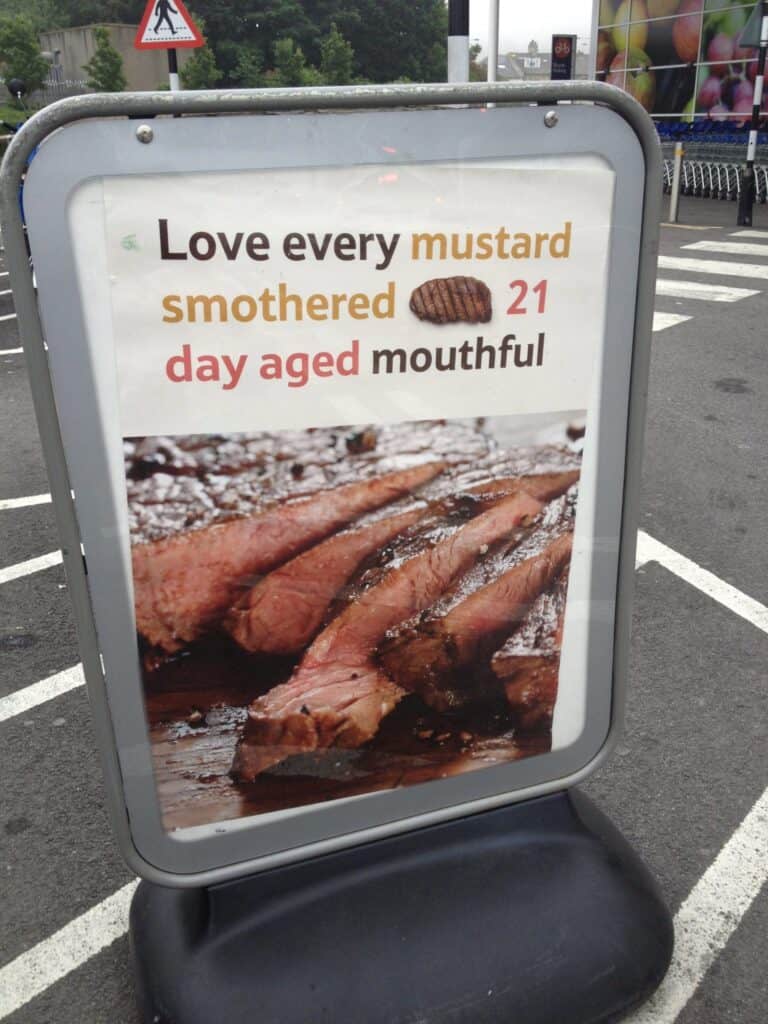 Love every mustard
smothered 21
day aged mouthful